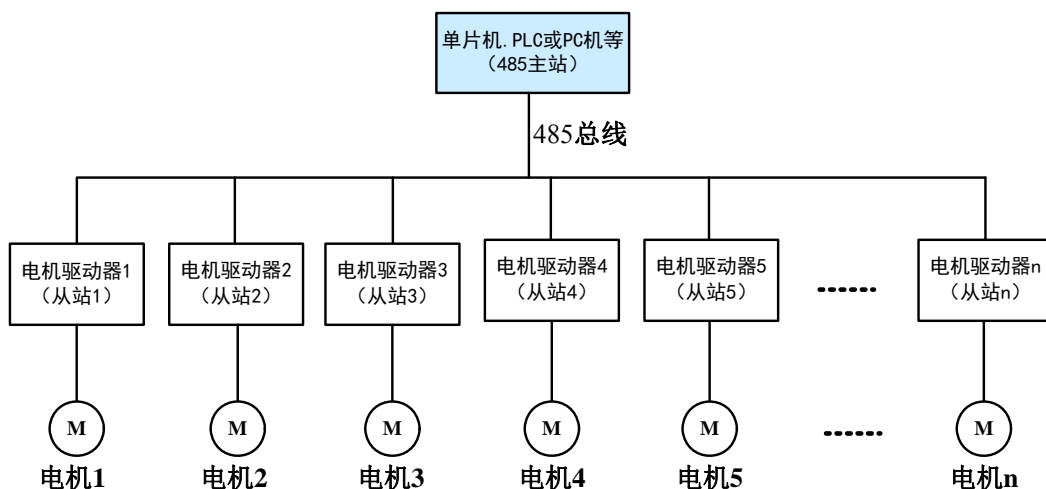 单片机.PLC或PC机等
（485主站）
485总线
电机驱动器1
（从站1）
电机驱动器2
（从站2）
电机驱动器3
（从站3）
电机驱动器4
（从站4）
电机驱动器5
（从站5）
......
电机驱动器n
（从站n）
M
M
M
M
M
......
M
电机1
电机2
电机3
电机4
电机5
电机n